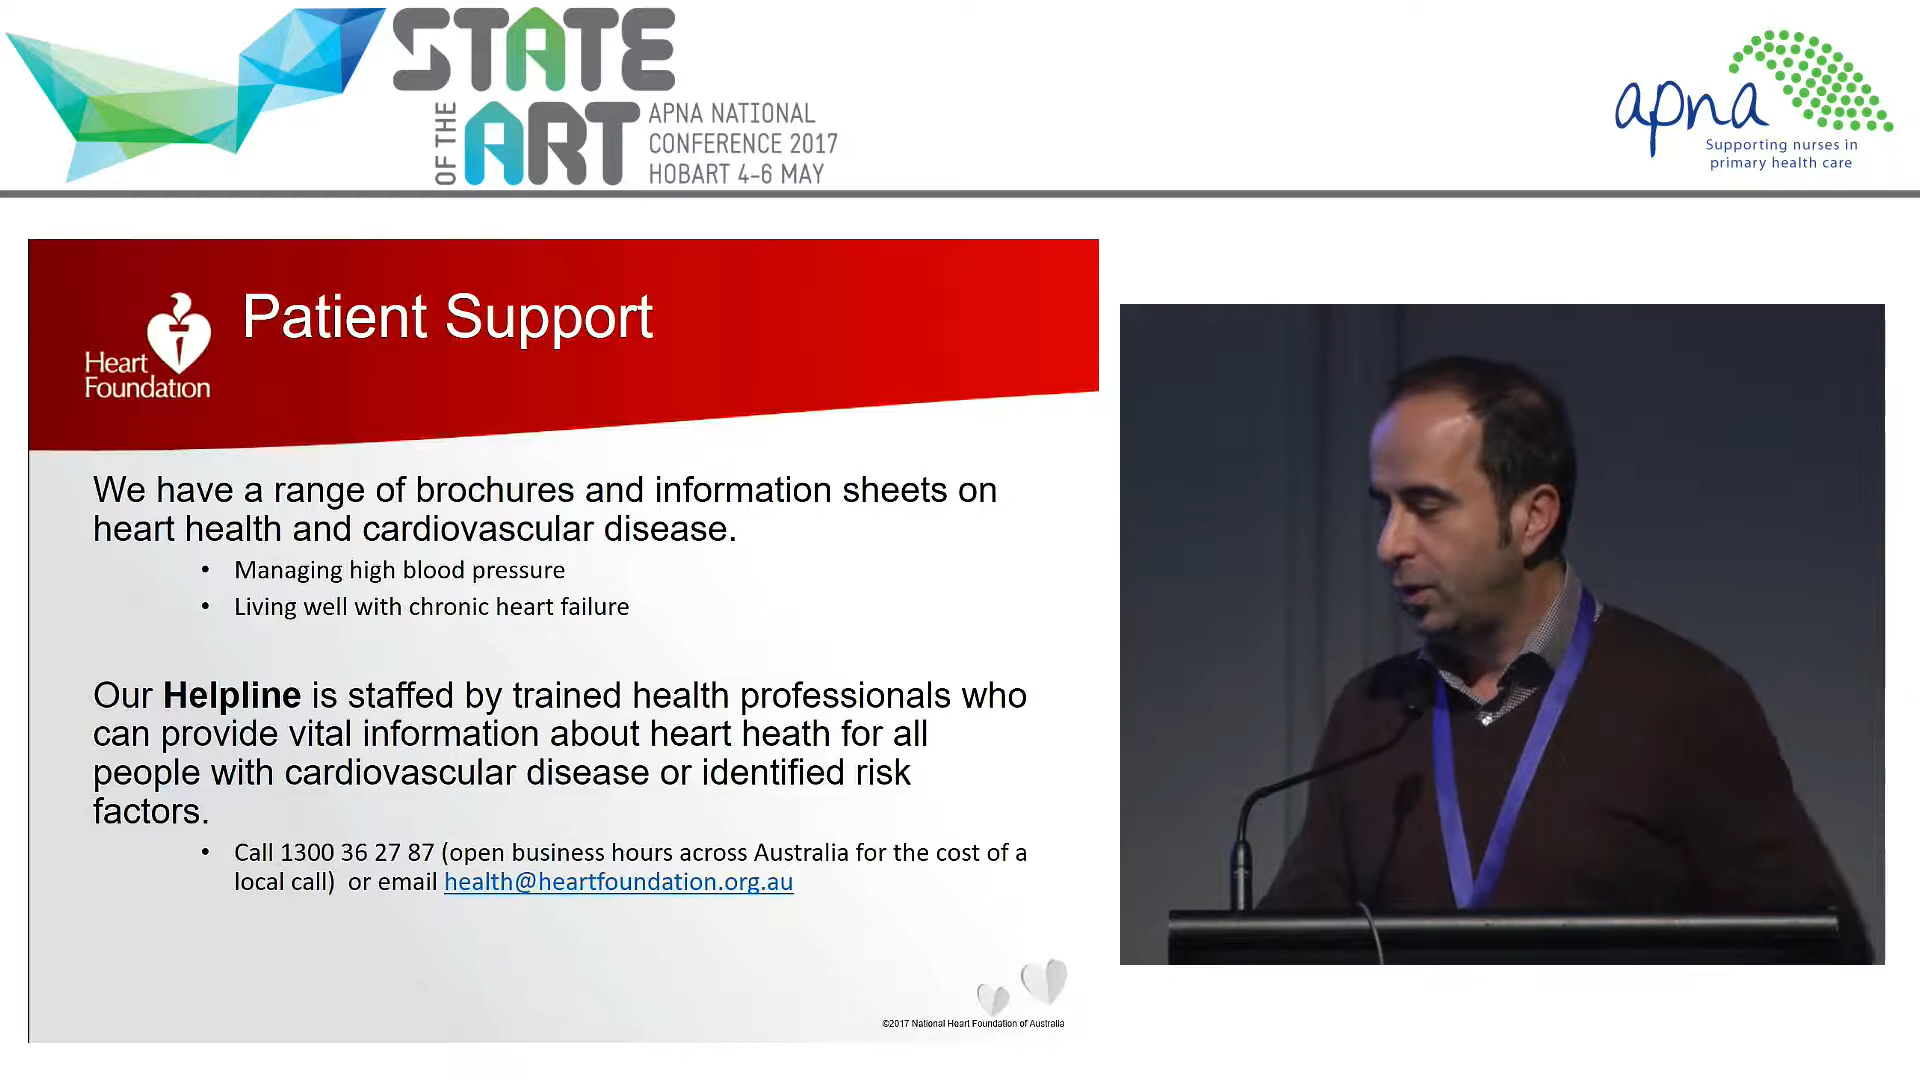 STATE
OF THE
ART
APNA NATIONAL
CONFERENCE 2017
HOBART 4-6 MAY
apna
Supporting nurses in
primary health care
Patient Support
Heart
Foundation
We have a range of brochures and information sheets on
heart health and cardiovascular disease.
• Managing high blood pressure
• Living well with chronic heart failure
Our Helpline is staffed by trained health professionals who
can provide vital information about heart heath for all
people with cardiovascular disease or identified risk
factors.
• Call 1300 36 27 87 (open business hours across Australia for the cost of a
local call) or email health@heartfoundation.org.au
©2017 National Heart Foundation of Australia